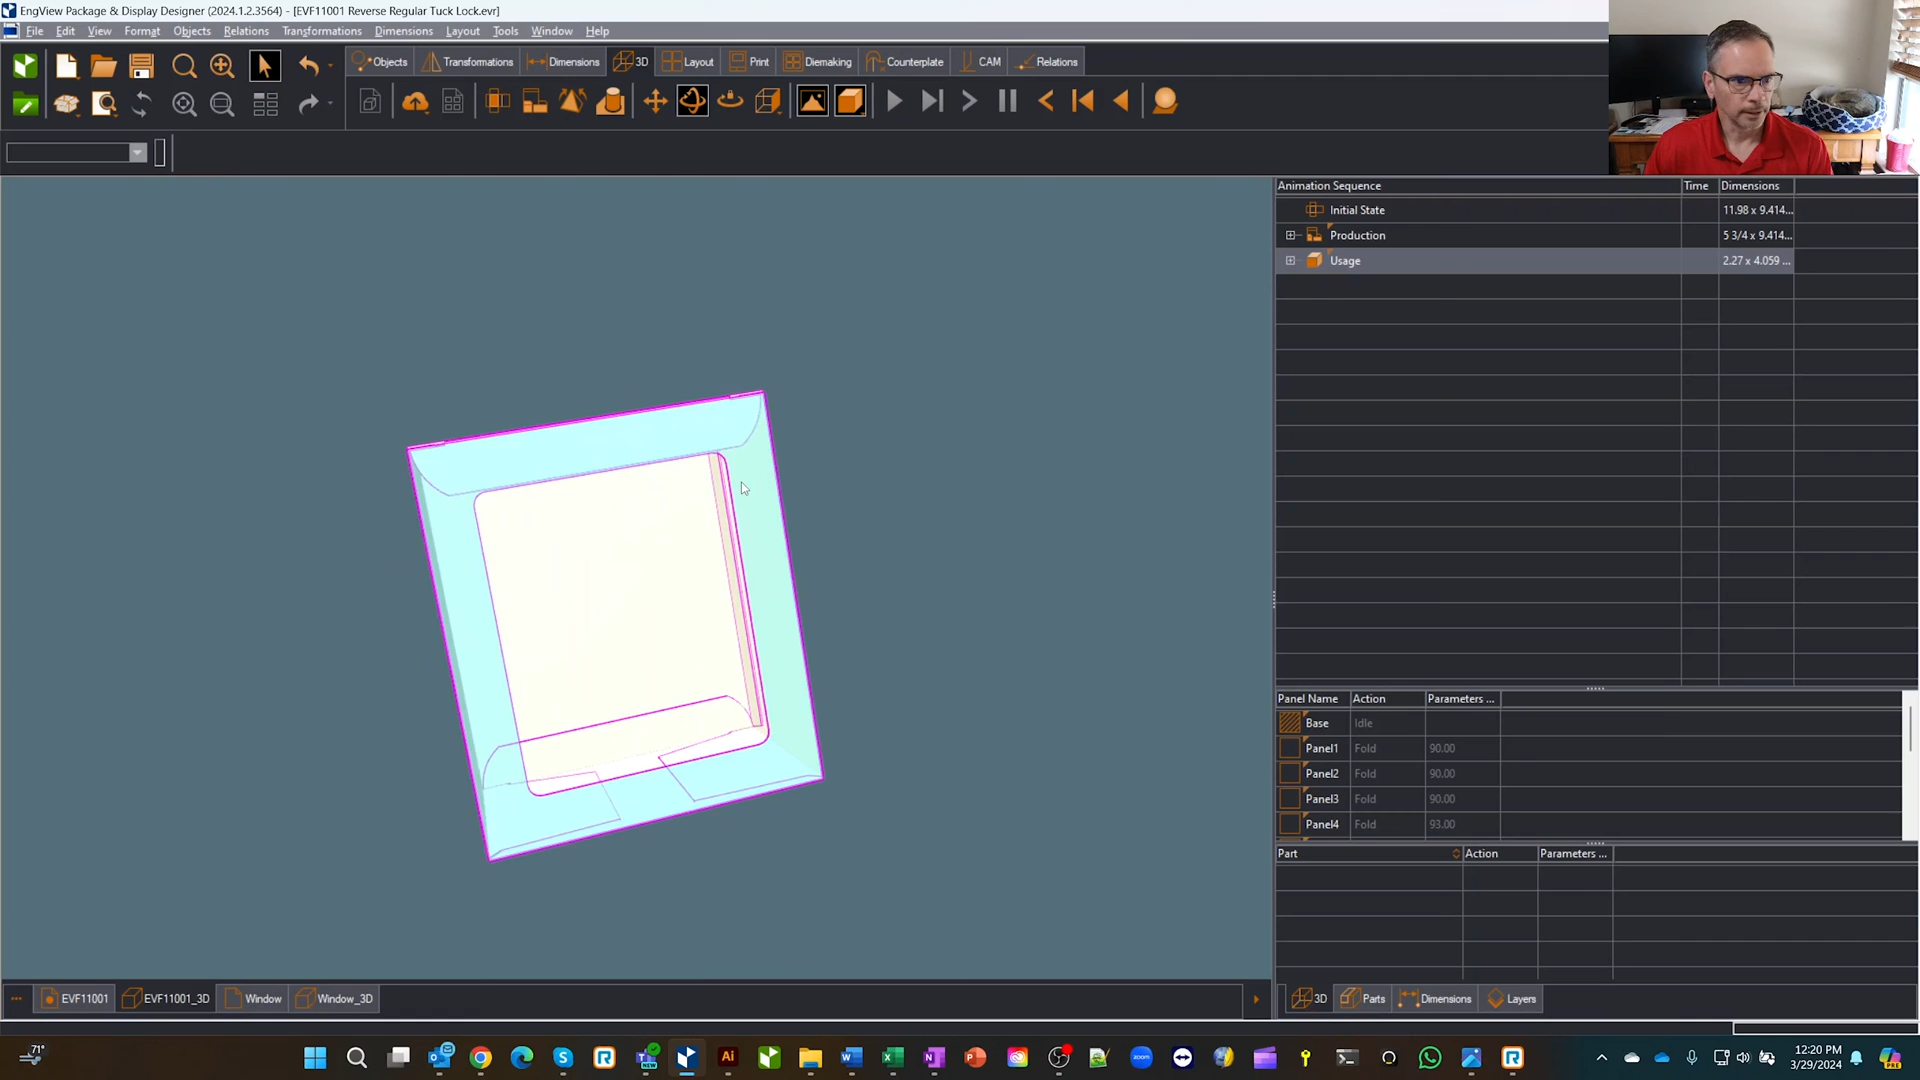 EngView Package & Display Designer (2024.1.2.3564) - [EVF11001 Reverse Regular Tuck Lock.evr]
File Edit View Format Objects Relations Transformations Dimensions Layout Tools Window Help
Objects Transformations Dimensions 3D Layout Print Diemaking Counterplate CAM Relations
Animation Sequence Time Dimensions
Initial State 11.98 x 9.414...
Production 5 3/4 x 9.414...
Usage 2.27 x 4.059 ...
Panel Name Action Parameters ...
Base Idle
Panel1 Fold 90.00
Panel2 Fold 90.00
Panel3 Fold 90.00
Panel4 Fold 93.00
Part Action Parameters ...
EVF11001 EVF11001_3D Window Window_3D
3D Parts Dimensions Layers
71°
NEW
Ai
zoom
12:20 PM
3/29/2024
PRE